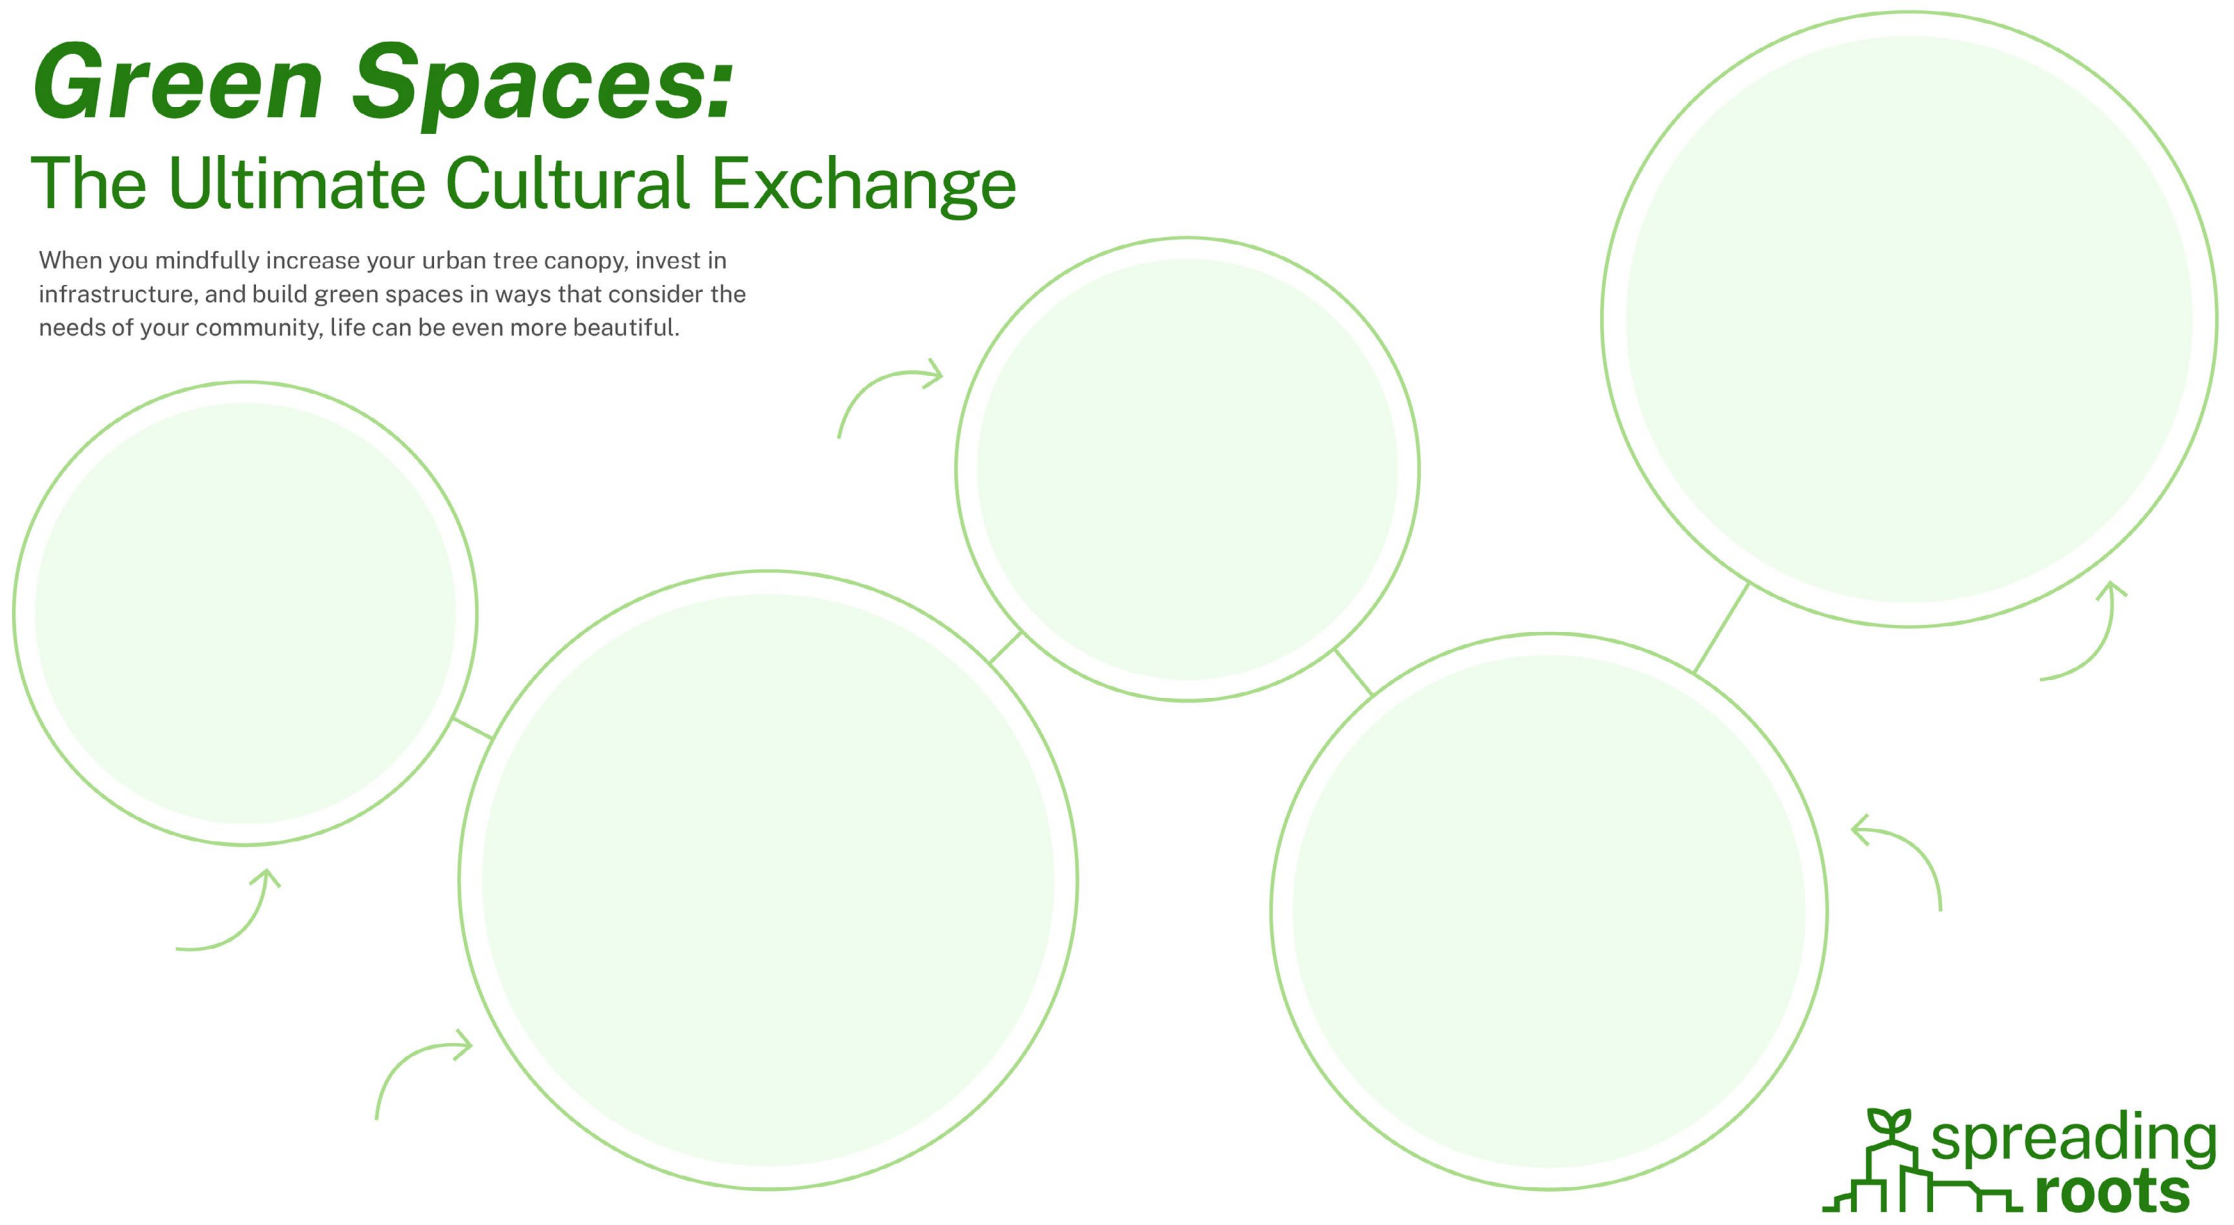 Green Spaces:
The Ultimate Cultural Exchange
When you mindfully increase your urban tree canopy, invest in
infrastructure, and build green spaces in ways that consider the
needs of your community, life can be even more beautiful.
spreading
roots